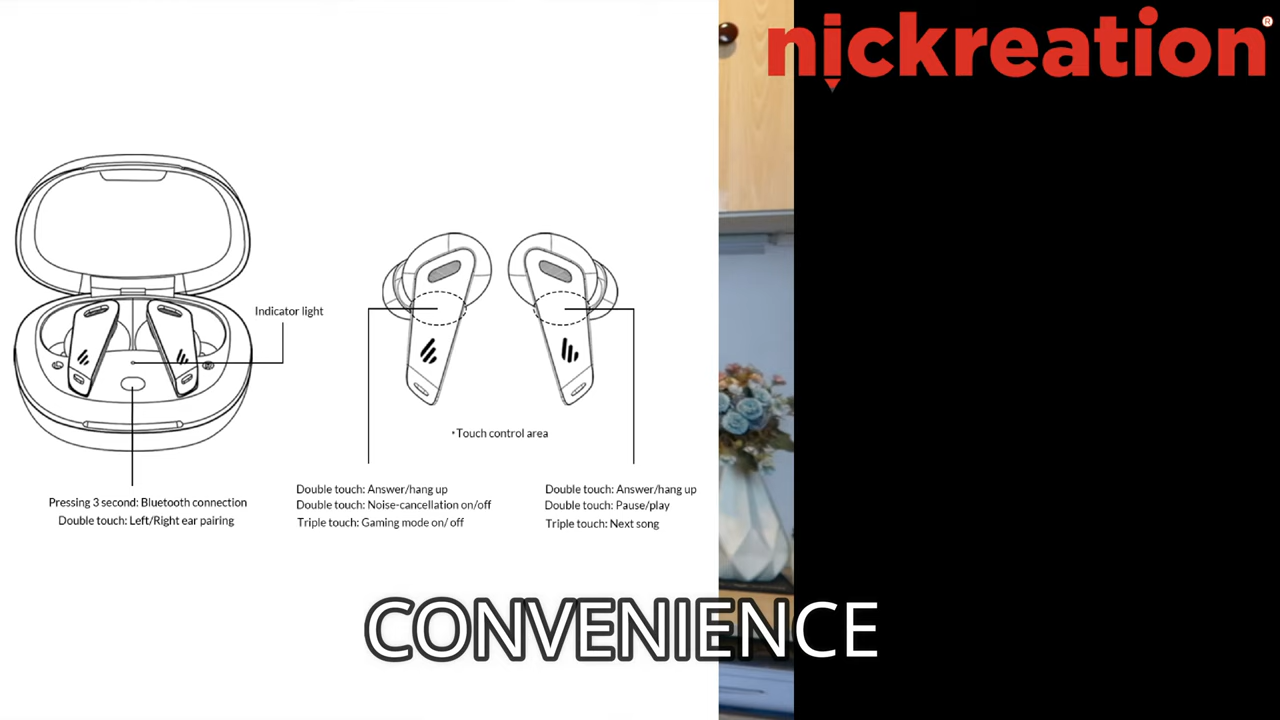 nickreation®
Indicator light
*Touch control area
Pressing 3 second: Bluetooth connection
Double touch: Left/Right ear pairing
Double touch: Answer/hang up
Double touch: Noise-cancellation on/off
Triple touch: Gaming mode on/ off
Double touch: Answer/hang up
Double touch: Pause/play
Triple touch: Next song
CONVENIENCE